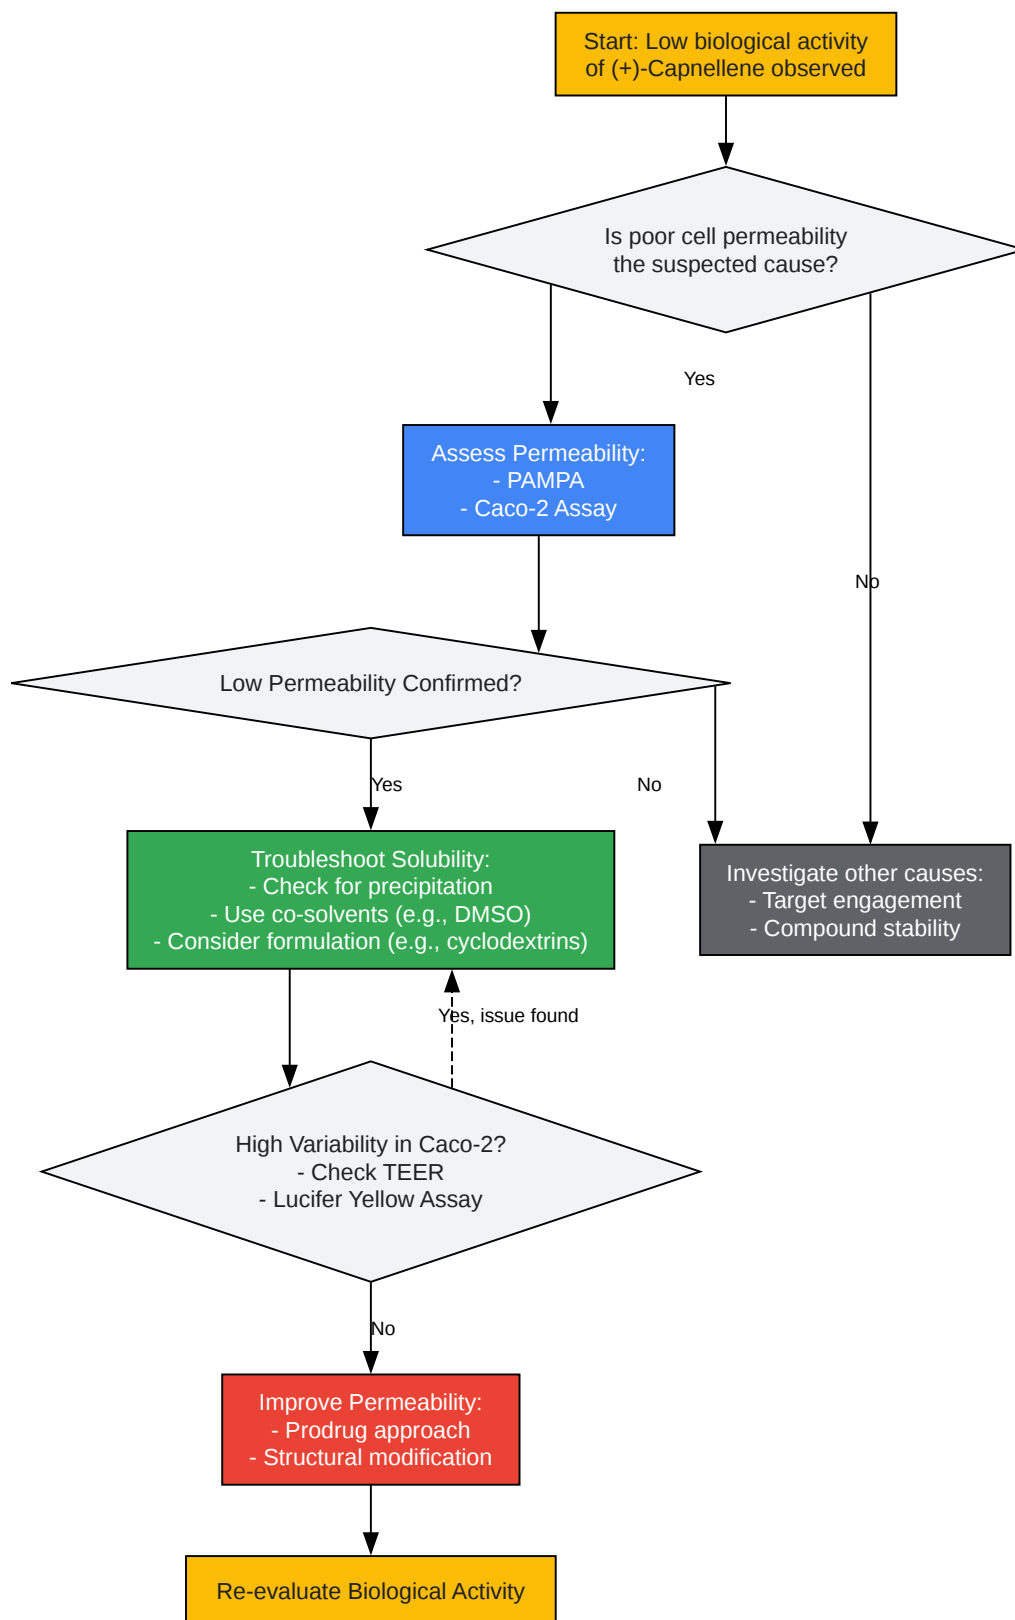 Start: Low biological activity
of (+)-Capnellene observed
Is poor cell permeability
the suspected cause?
Yes
Assess Permeability:
- PAMPA
- Caco-2 Assay
No
Low Permeability Confirmed?
Yes
No
Troubleshoot Solubility:
- Check for precipitation
- Use co-solvents (e.g., DMSO)
- Consider formulation (e.g., cyclodextrins)
Investigate other causes:
- Target engagement
- Compound stability
Yes, issue found
High Variability in Caco-2?
- Check TEER
- Lucifer Yellow Assay
No
Improve Permeability:
- Prodrug approach
- Structural modification
Re-evaluate Biological Activity